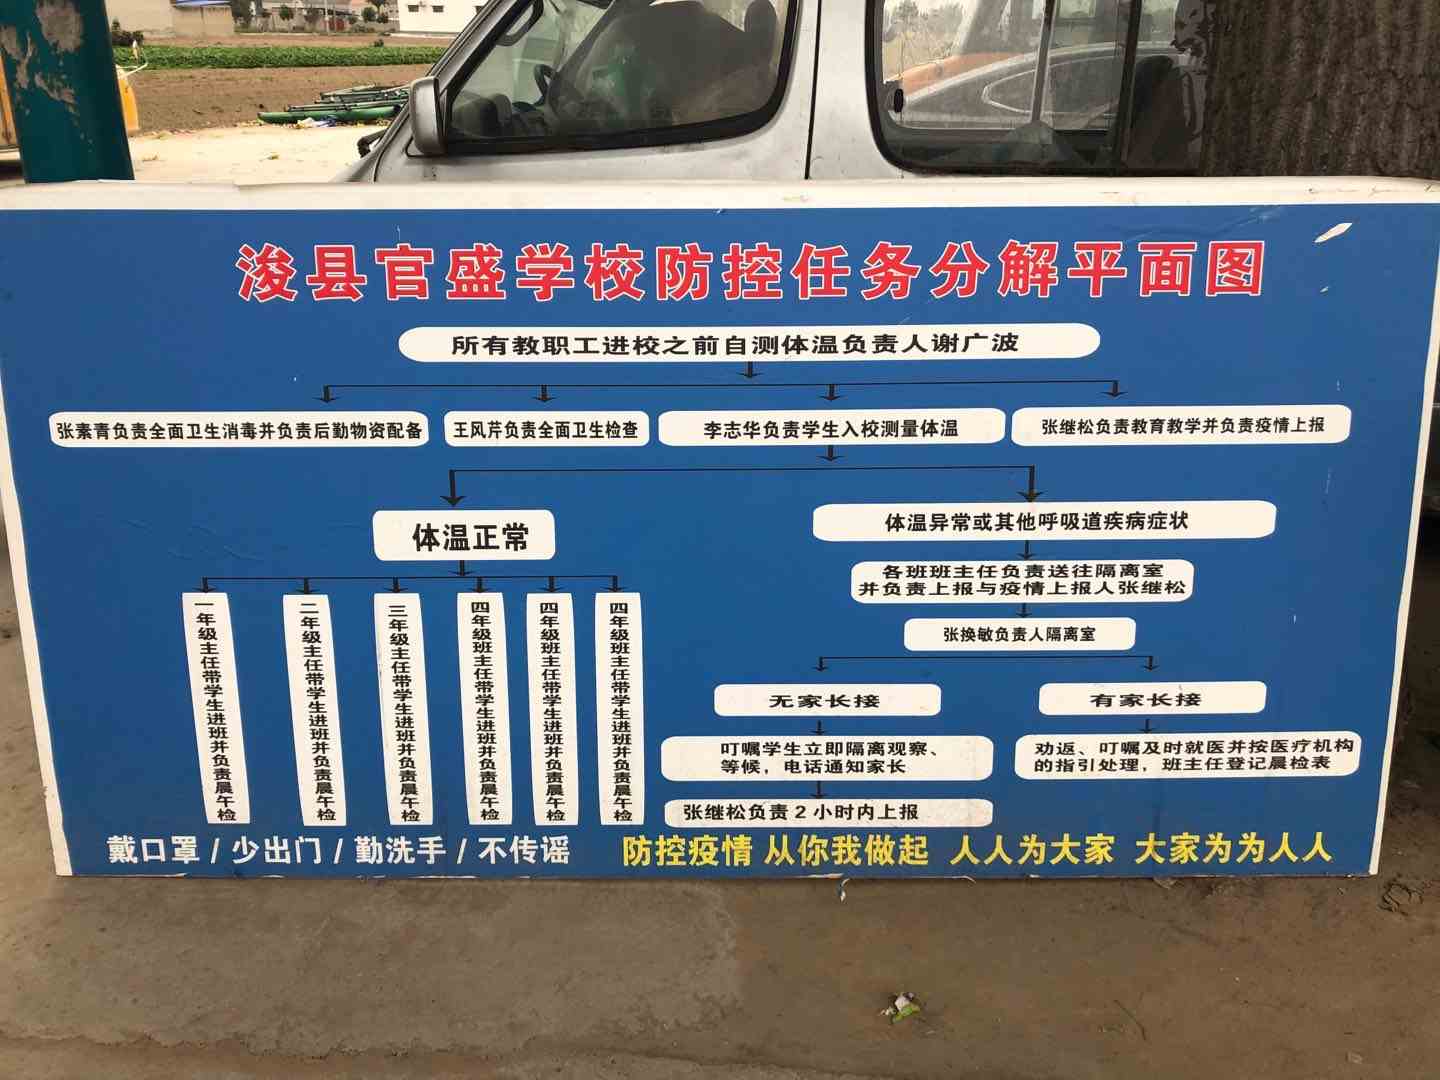 浚县官盛学校防控任务分解平面图
所有教职工进校之前自测体温负责人谢广波
张素青负责全面卫生消毒并负责后勤物资配备
王风芹负责全面卫生检查
李志华负责学生入校测量体温
张继松负责教育教学并负责疫情上报
体温正常
体温异常或其他呼吸道疾病症状
各班班主任负责送往隔离室
并负责上报与疫情上报人张继松
张换敏负责人隔离室
一年级主任带学生进班并负责晨午检
二年级主任带学生进班并负责晨午检
三年级主任带学生进班并负责晨午检
四年级班主任带学生进班并负责晨午检
四年级班主任带学生进班并负责晨午检
四年级班主任带学生进班并负责晨午检
无家长接
有家长接
叮嘱学生立即隔离观察、
等候，电话通知家长
劝返、叮嘱及时就医并按医疗机构
的指引处理，班主任登记晨检表
张继松负责2小时内上报
戴口罩/少出门/勤洗手/不传谣
防控疫情 从你我做起 人人为大家 大家为为人人